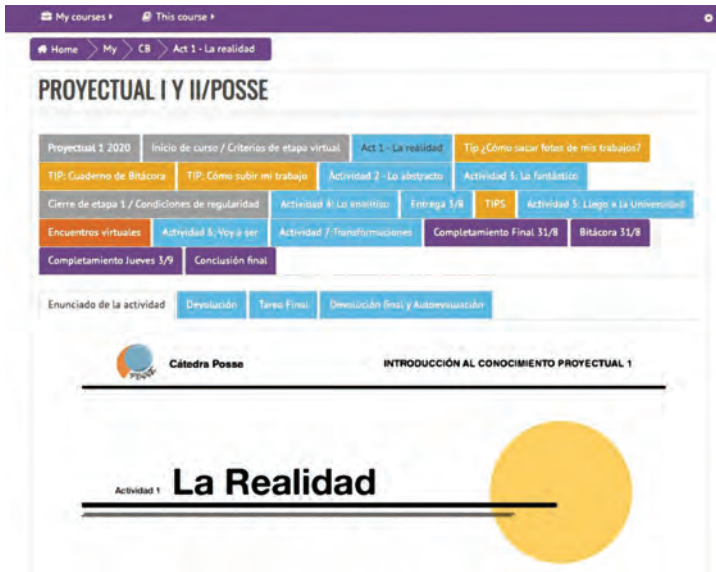 My courses This course
Home My CB Act 1 - La realidad
PROYECTUAL I Y II/POSSE
Proyectual 1 2020 Inicio de curso / Criterios de etapa virtual Act 1 - La realidad Tip ¿Cómo sacar fotos de mis trabajos?
TIP: Cuaderno de Bitácora TIP: Cómo subir mi trabajo Actividad 2 - Lo abstracto Actividad 3: Lo fantástico
Cierre de etapa 1 / Condiciones de regularidad Actividad 4: Lo analítico Entrega 3/8 TIPS Actividad 5: Llego a la Universidad
Encuentros virtuales Actividad 6: Voy a ser Actividad 7 Transformaciones Completamiento Final 31/8 Bitácora 31/8
Completamiento Jueves 3/9 Conclusión final
Enunciado de la actividad Devolución Tarea Final Devolución final y Autoevaluación
POSSE Cátedra Posse INTRODUCCIÓN AL CONOCIMIENTO PROYECTUAL 1
Actividad 1 La Realidad